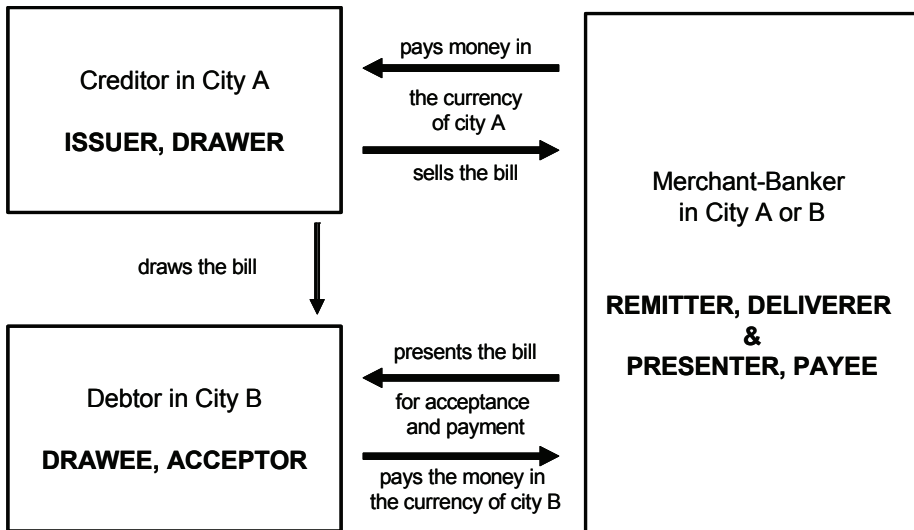 Creditor in City A
ISSUER, DRAWER
pays money in
the currency
of city A
sells the bill
draws the bill
Merchant-Banker
in City A or B
REMITTER, DELIVERER
&
PRESENTER, PAYEE
Debtor in City B
DRAWEE, ACCEPTOR
presents the bill
for acceptance
and payment
pays the money in
the currency of city B